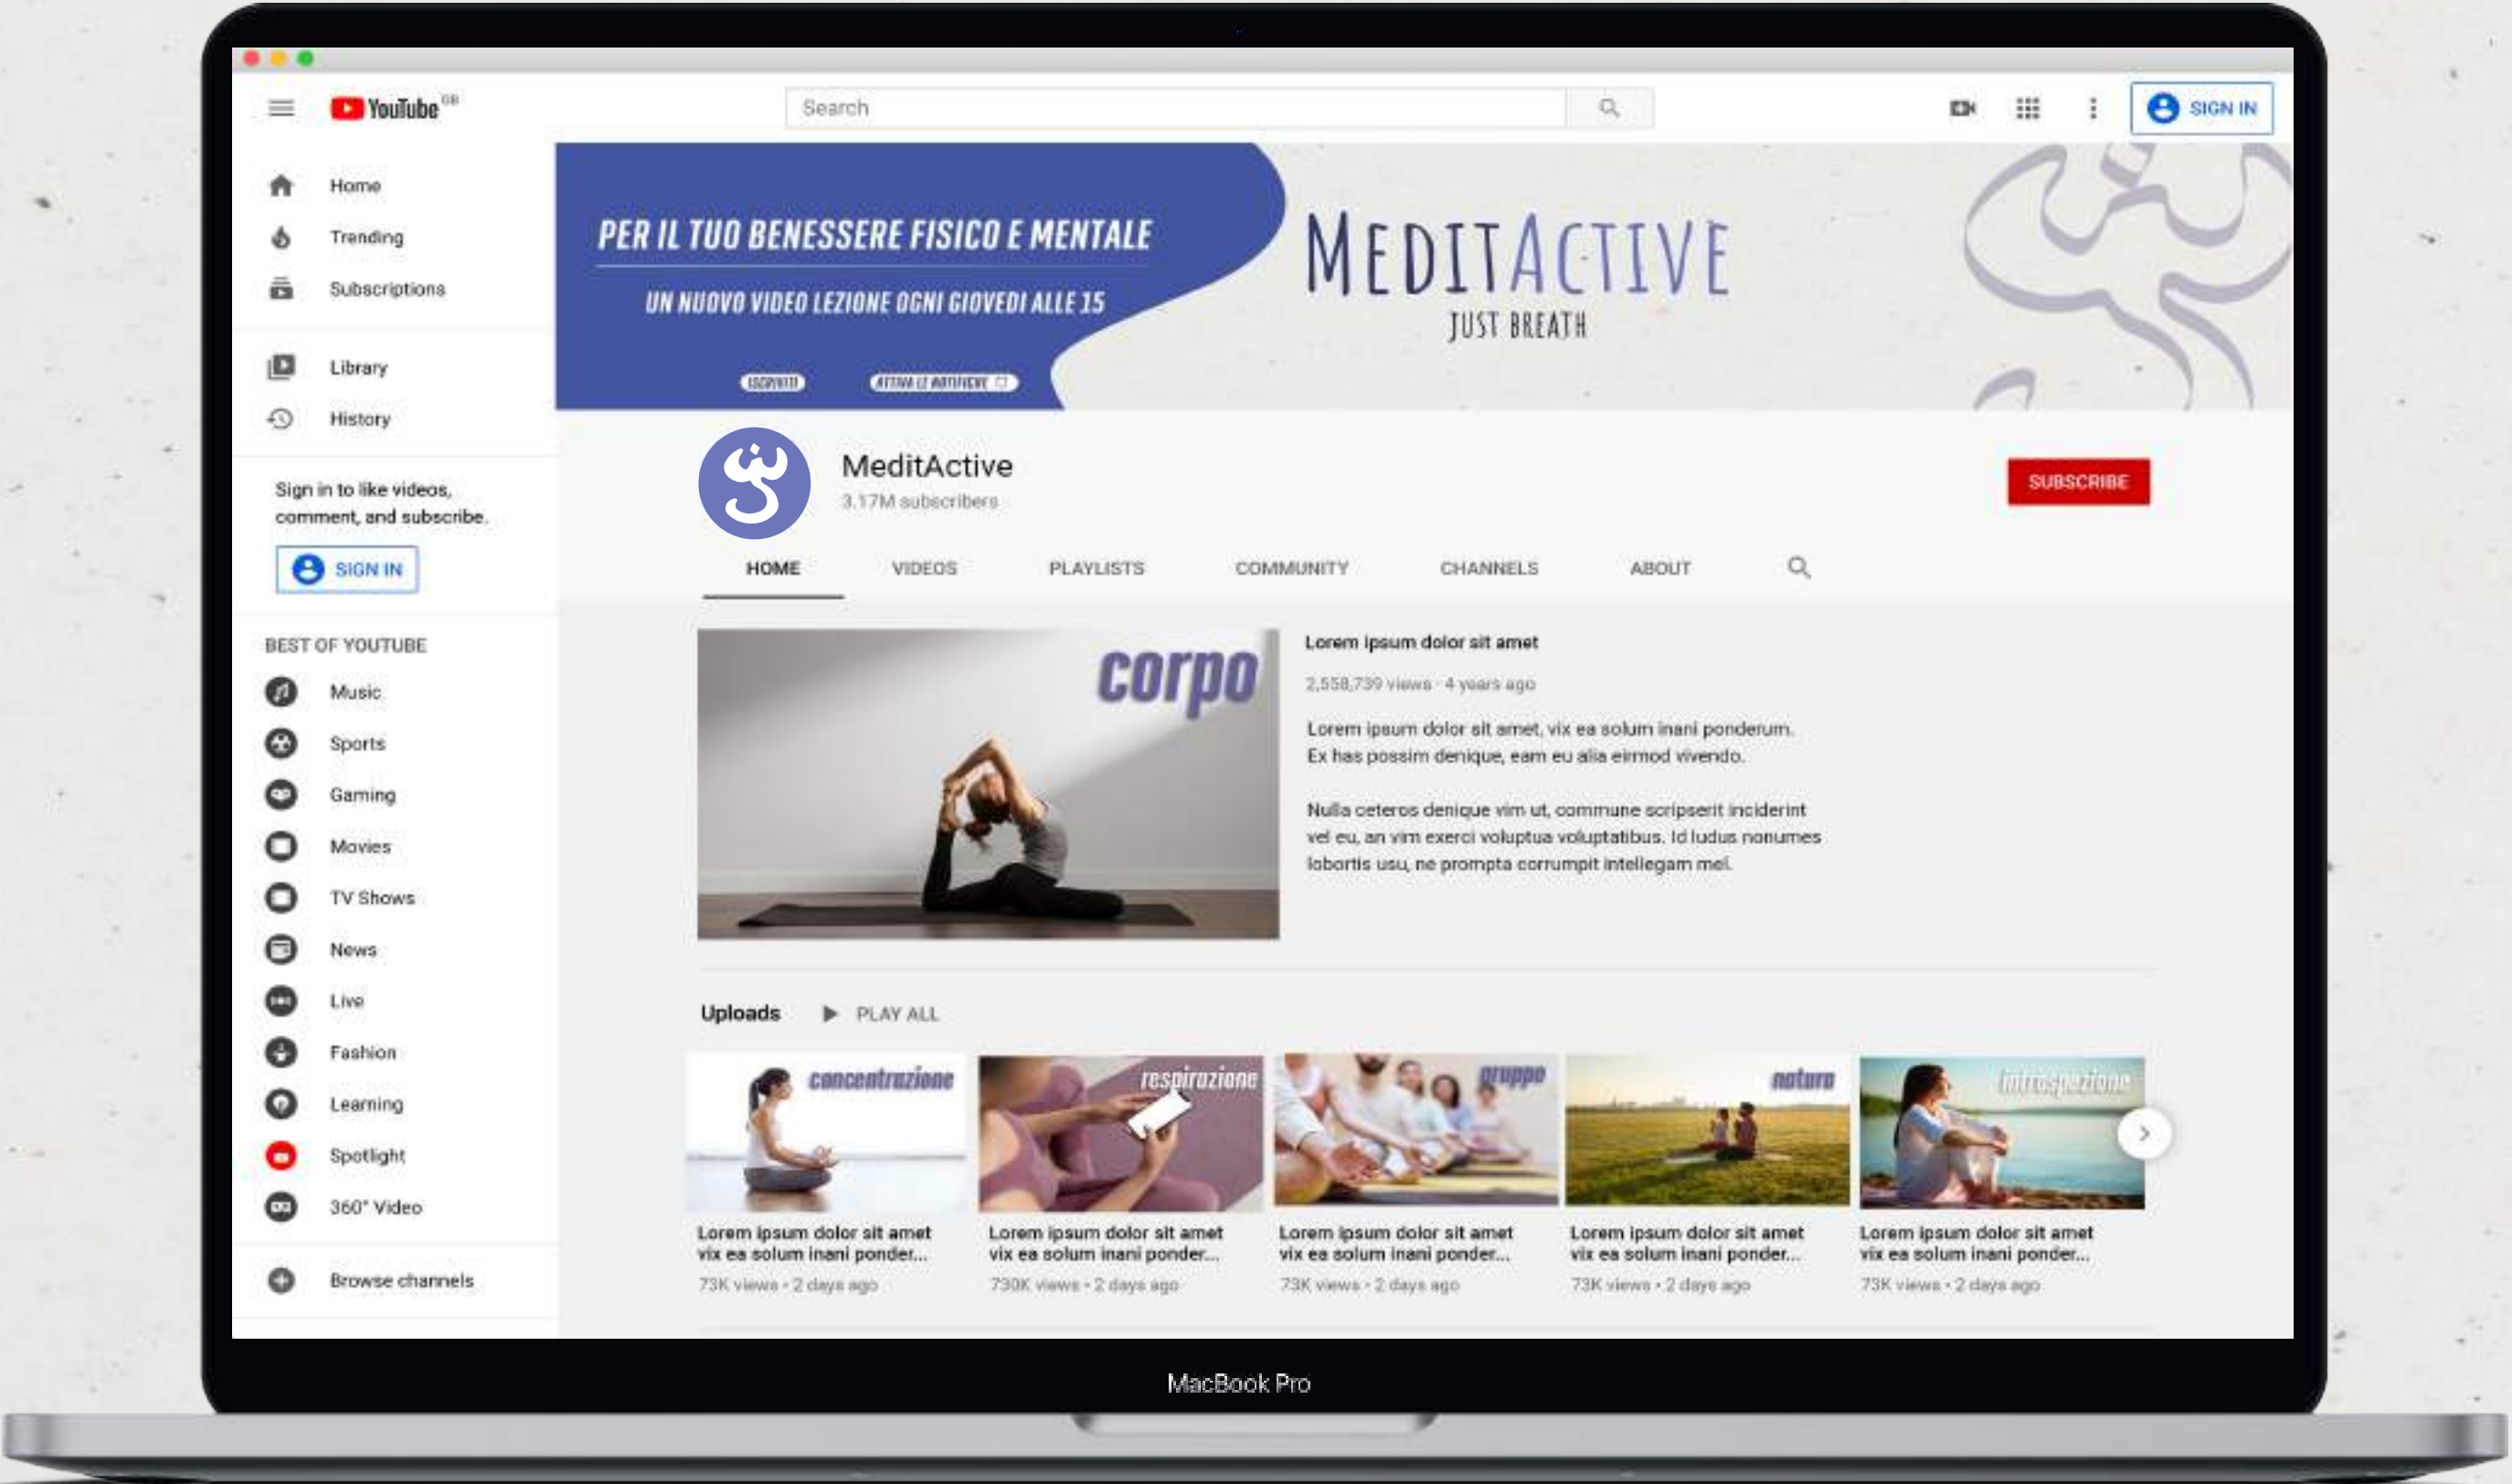 YouTube GB
Search
SIGN IN
Home
Trending
Subscriptions
Library
History
Sign in to like videos,
comment, and subscribe.
SIGN IN
BEST OF YOUTUBE
Music
Sports
Gaming
Movies
TV Shows
News
Live
Fashion
Learning
Spotlight
360° Video
Browse channels
PER IL TUO BENESSERE FISICO E MENTALE
UN NUOVO VIDEO LEZIONE OGNI GIOVEDI ALLE 15
ISCRIVITI
ATTIVA LE NOTIFICHE
MEDITACTIVE
JUST BREATH
MeditActive
3.17M subscribers
SUBSCRIBE
HOME VIDEOS PLAYLISTS COMMUNITY CHANNELS ABOUT
corpo
Lorem ipsum dolor sit amet
2,558,739 views · 4 years ago
Lorem ipsum dolor sit amet, vix ea solum inani ponderum.
Ex has possim denique, eam eu alia eirmod vivendo.
Nulla ceteros denique vim ut, commune scripserit inciderint
vel eu, an vim exerci voluptua voluptatibus. Id ludus nonumes
lobortis usu, ne prompta corrumpit intellegam mel.
Uploads PLAY ALL
concentrazione
respirazione
gruppo
natura
introspezione
Lorem ipsum dolor sit amet
vix ea solum inani ponder...
73K views • 2 days ago
Lorem ipsum dolor sit amet
vix ea solum inani ponder...
730K views • 2 days ago
Lorem ipsum dolor sit amet
vix ea solum inani ponder...
73K views • 2 days ago
Lorem ipsum dolor sit amet
vix ea solum inani ponder...
73K views • 2 days ago
Lorem ipsum dolor sit amet
vix ea solum inani ponder...
73K views • 2 days ago
MacBook Pro